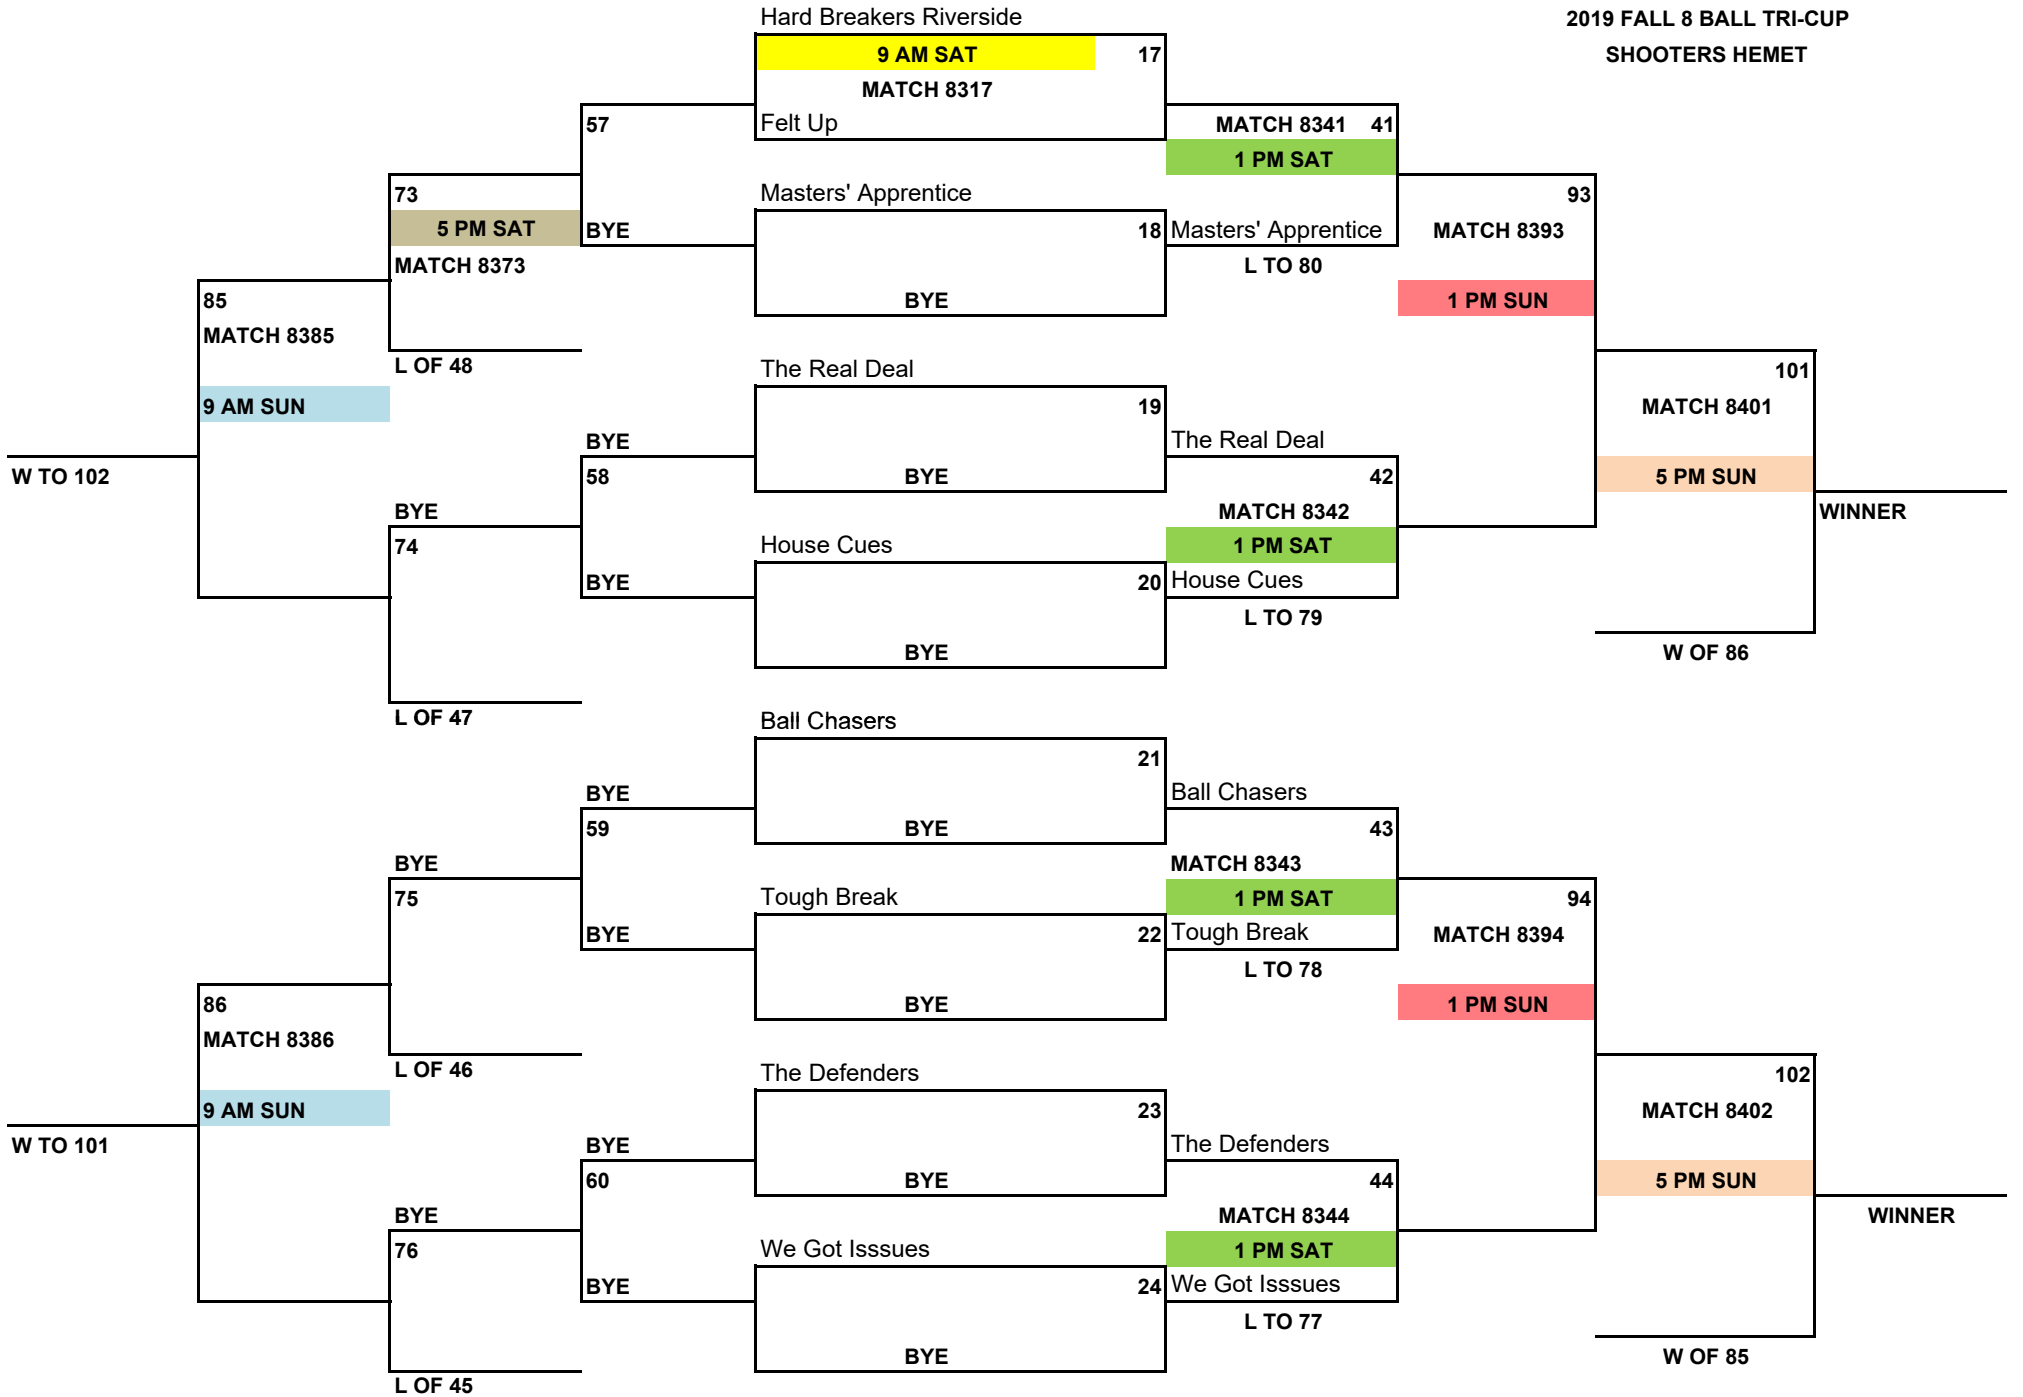 Hard Breakers Riverside
2019 FALL 8 BALL TRI-CUP
9 AM SAT
17
SHOOTERS HEMET
MATCH 8317
57
Felt Up
MATCH 8341
41
1 PM SAT
73
Masters' Apprentice
93
5 PM SAT
BYE
18
Masters' Apprentice
MATCH 8393
MATCH 8373
L TO 80
85
BYE
1 PM SUN
MATCH 8385
L OF 48
The Real Deal
101
9 AM SUN
19
MATCH 8401
BYE
The Real Deal
W TO 102
58
BYE
42
5 PM SUN
BYE
MATCH 8342
WINNER
74
House Cues
1 PM SAT
BYE
20
House Cues
L TO 79
BYE
W OF 86
L OF 47
Ball Chasers
21
BYE
Ball Chasers
59
BYE
43
BYE
MATCH 8343
75
Tough Break
1 PM SAT
94
BYE
22
Tough Break
MATCH 8394
L TO 78
86
BYE
1 PM SUN
MATCH 8386
L OF 46
The Defenders
102
9 AM SUN
23
MATCH 8402
W TO 101
BYE
The Defenders
60
BYE
44
5 PM SUN
BYE
MATCH 8344
WINNER
76
We Got Isssues
1 PM SAT
BYE
24
We Got Isssues
L TO 77
BYE
W OF 85
L OF 45